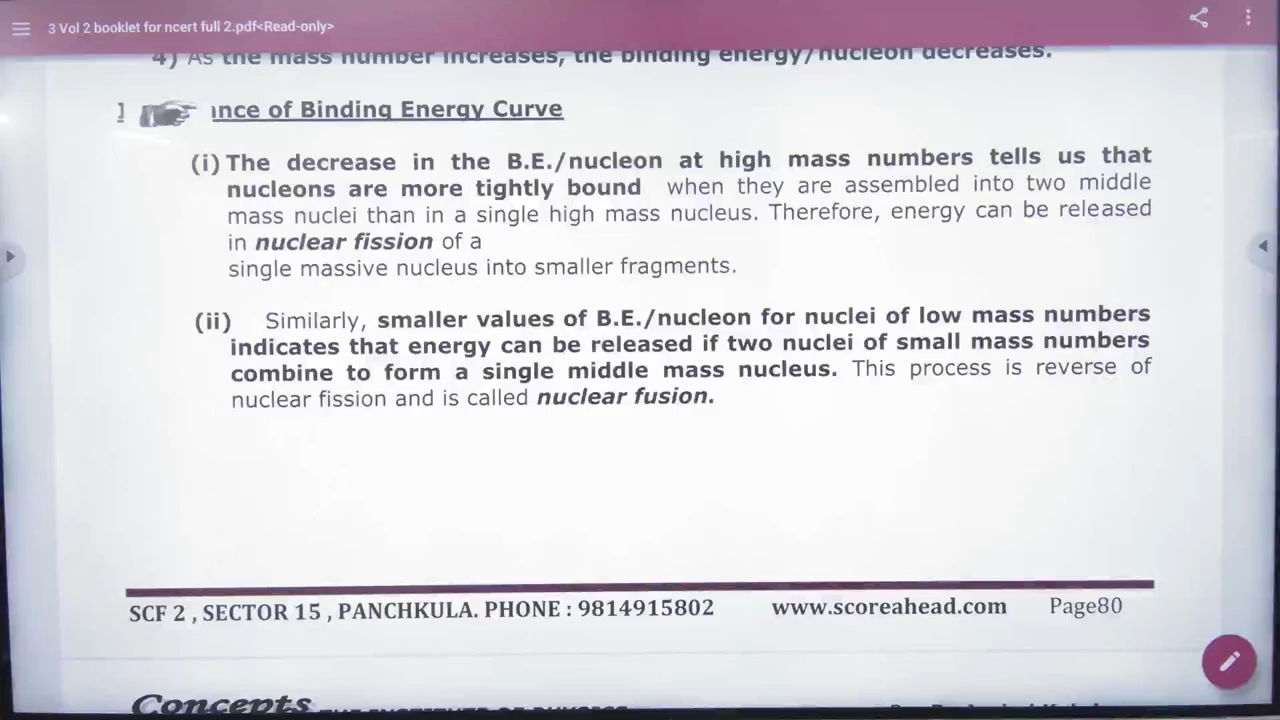 3 Vol 2 booklet for ncert full 2.pdf<Read-only>
4) As the mass number increases, the binding energy/nucleon decreases.
ance of Binding Energy Curve
(i) The decrease in the B.E./nucleon at high mass numbers tells us that
nucleons are more tightly bound when they are assembled into two middle
mass nuclei than in a single high mass nucleus. Therefore, energy can be released
in nuclear fission of a
single massive nucleus into smaller fragments.
(ii) Similarly, smaller values of B.E./nucleon for nuclei of low mass numbers
indicates that energy can be released if two nuclei of small mass numbers
combine to form a single middle mass nucleus. This process is reverse of
nuclear fission and is called nuclear fusion.
SCF 2 , SECTOR 15 , PANCHKULA. PHONE : 9814915802 www.scoreahead.com Page80
Concepts